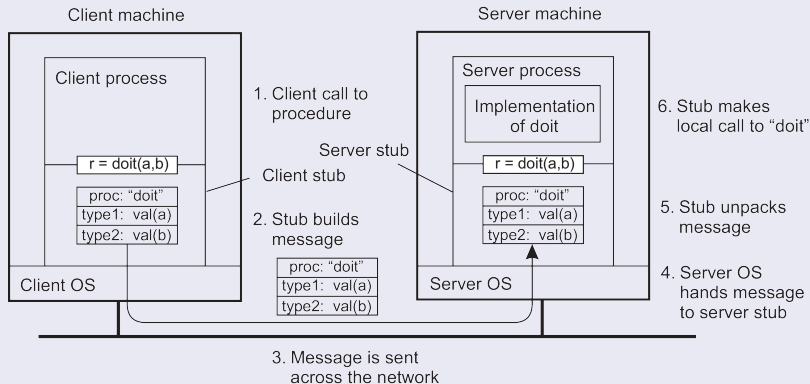 Client machine
Server machine
Client process
Server process
1. Client call to
procedure
Implementation
of doit
6. Stub makes
local call to “doit”
Server stub
r = doit(a,b)
r = doit(a,b)
Client stub
proc: “doit”
type1: val(a)
type2: val(b)
proc: “doit”
type1: val(a)
type2: val(b)
2. Stub builds
message
5. Stub unpacks
message
proc: “doit”
type1: val(a)
type2: val(b)
Client OS
Server OS
4. Server OS
hands message
to server stub
3. Message is sent
across the network